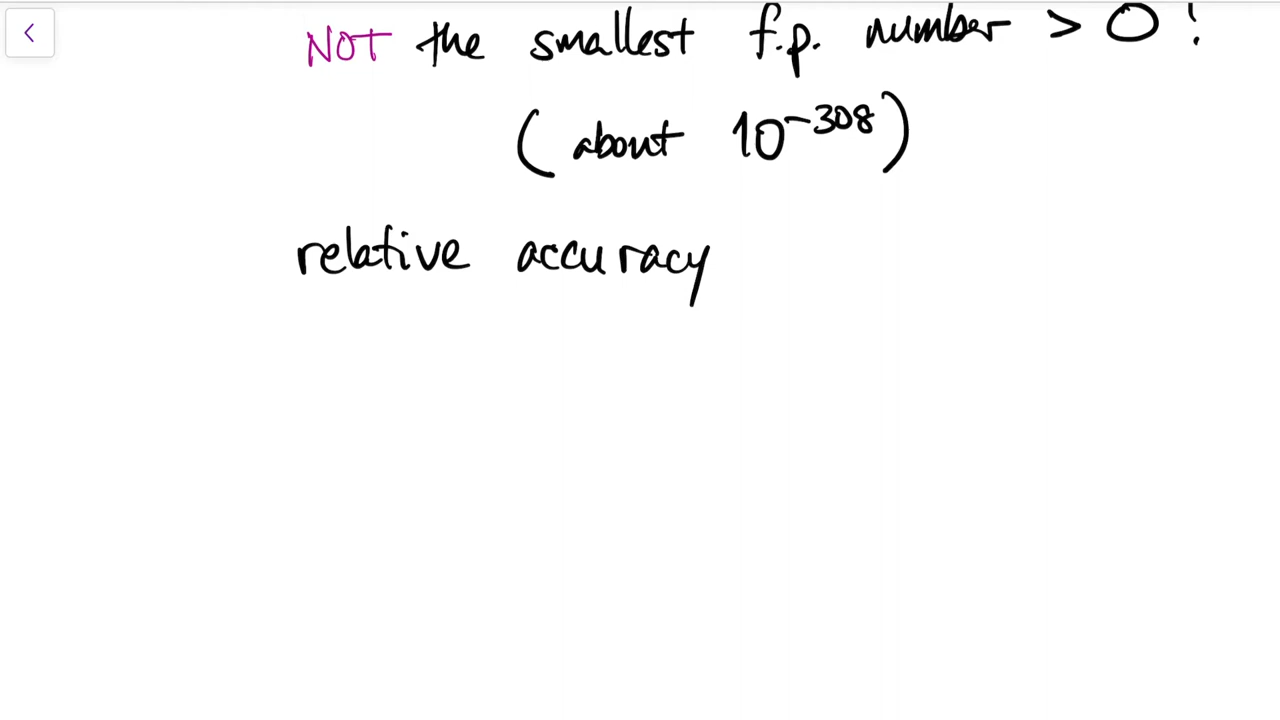 NOT the smallest f.p. number > 0 !
(about 10⁻³⁰⁸)
relative accuracy